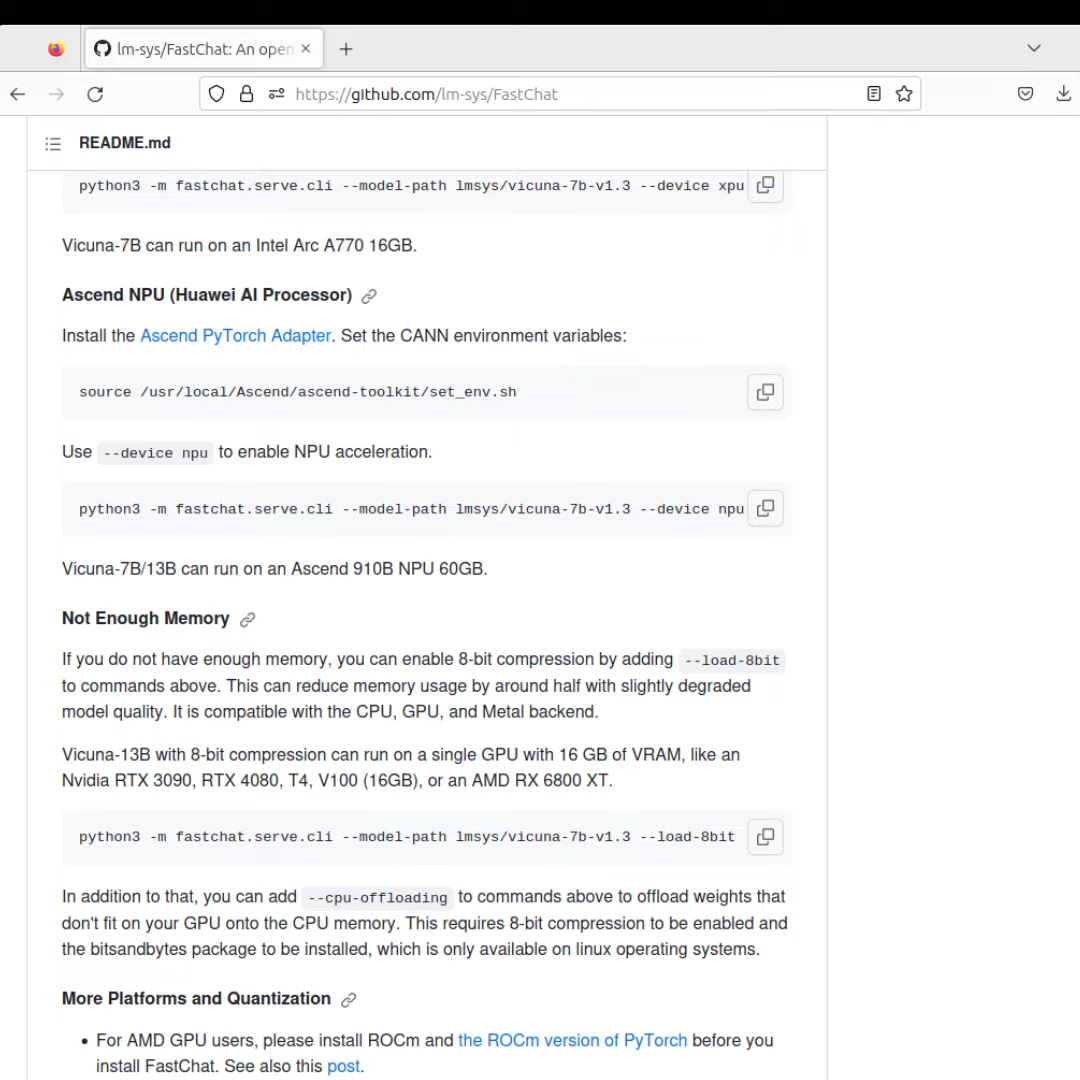 lm-sys/FastChat: An open
https://github.com/lm-sys/FastChat
README.md
python3 -m fastchat.serve.cli --model-path lmsys/vicuna-7b-v1.3 --device xpu
Vicuna-7B can run on an Intel Arc A770 16GB.
Ascend NPU (Huawei AI Processor)
Install the Ascend PyTorch Adapter. Set the CANN environment variables:
source /usr/local/Ascend/ascend-toolkit/set_env.sh
Use --device npu to enable NPU acceleration.
python3 -m fastchat.serve.cli --model-path lmsys/vicuna-7b-v1.3 --device npu
Vicuna-7B/13B can run on an Ascend 910B NPU 60GB.
Not Enough Memory
If you do not have enough memory, you can enable 8-bit compression by adding --load-8bit
to commands above. This can reduce memory usage by around half with slightly degraded
model quality. It is compatible with the CPU, GPU, and Metal backend.
Vicuna-13B with 8-bit compression can run on a single GPU with 16 GB of VRAM, like an
Nvidia RTX 3090, RTX 4080, T4, V100 (16GB), or an AMD RX 6800 XT.
python3 -m fastchat.serve.cli --model-path lmsys/vicuna-7b-v1.3 --load-8bit
In addition to that, you can add --cpu-offloading to commands above to offload weights that
don't fit on your GPU onto the CPU memory. This requires 8-bit compression to be enabled and
the bitsandbytes package to be installed, which is only available on linux operating systems.
More Platforms and Quantization
• For AMD GPU users, please install ROCm and the ROCm version of PyTorch before you
install FastChat. See also this post.